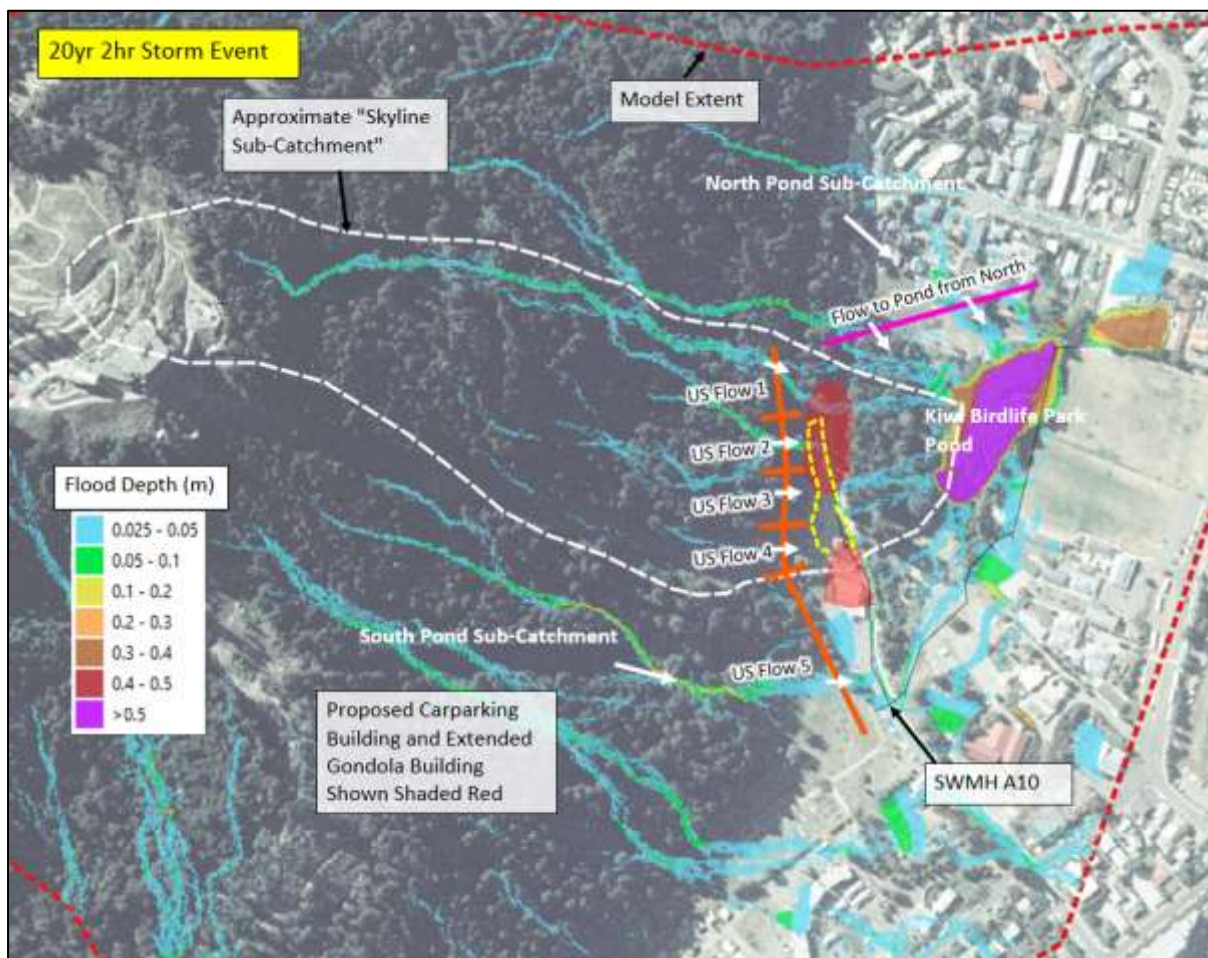 20yr 2hr Storm Event
Model Extent
Approximate "Skyline
Sub-Catchment"
North Pond Sub-Catchment
Flow to Pond from North
US Flow 1
Kiwi Birdlife Park
Pond
US Flow 2
US Flow 3
US Flow 4
Flood Depth (m)
0.025 - 0.05
0.05 - 0.1
0.1 - 0.2
0.2 - 0.3
0.3 - 0.4
0.4 - 0.5
>0.5
South Pond Sub-Catchment
US Flow 5
Proposed Carparking
Building and Extended
Gondola Building
Shown Shaded Red
SWMH A10